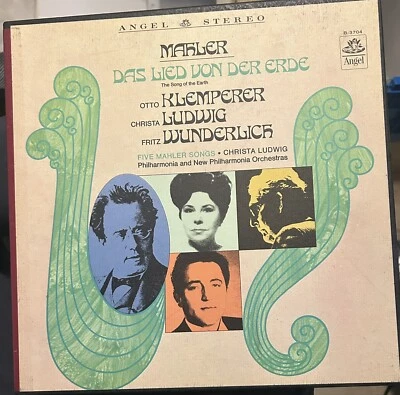 ANGEL STEREO
B-3704
Angel
MAHLER
DAS LIED VON DER ERDE
The Song of the Earth
OTTO KLEMPERER
CHRISTA LUDWIG
FRITZ WUNDERLICH
FIVE MAHLER SONGS • CHRISTA LUDWIG
Philharmonia and New Philharmonia Orchestras